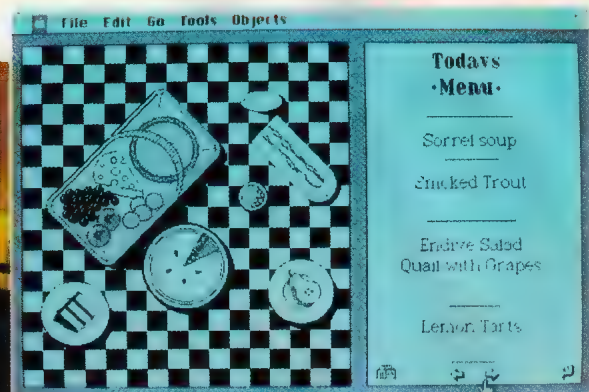 File Edit Go Tools Objects
Todays
·Menu·
Sorrel soup
Smoked Trout
Endive Salad
Quail with Grapes
Lemon Tarts